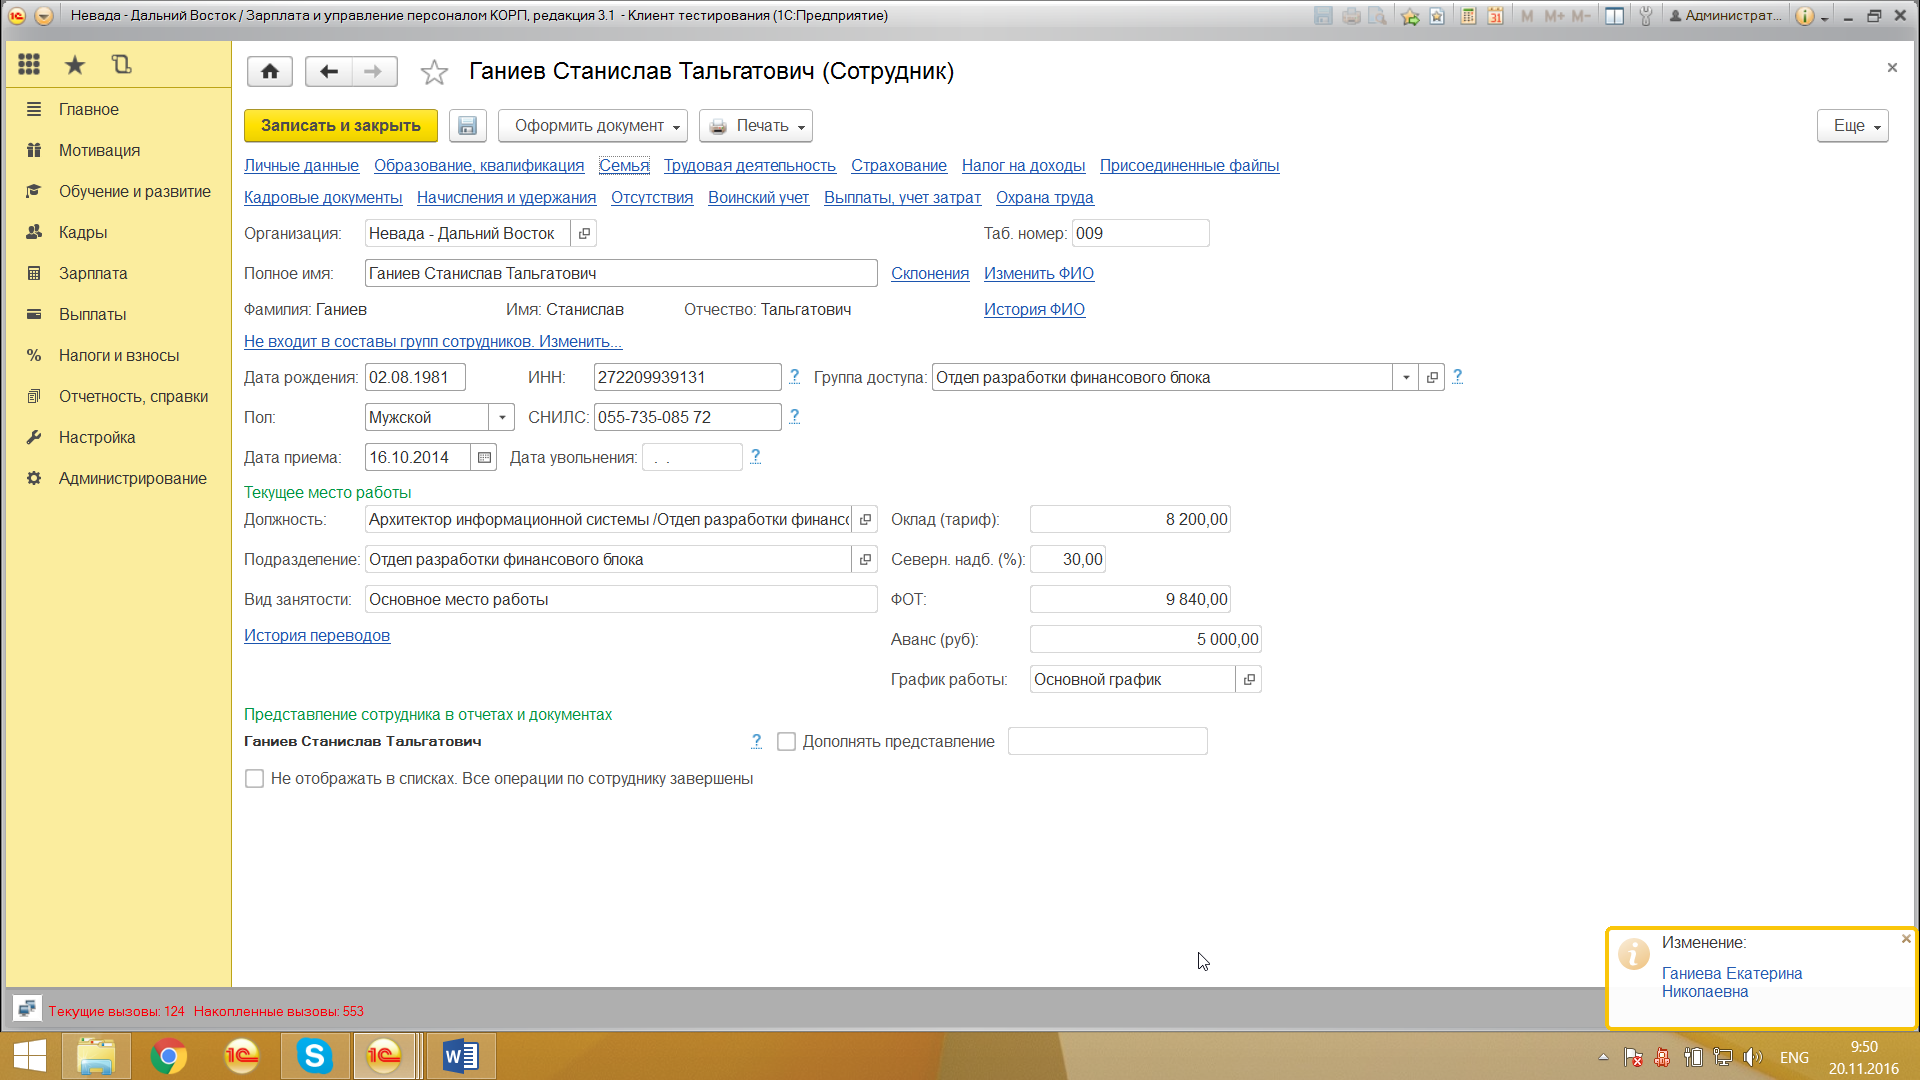 Невада - Дальний Восток / Зарплата и управление персоналом КОРП, редакция 3.1 - Клиент тестирования (1С:Предприятие)
M M+ M- Администрат...
Ганиев Станислав Тальгатович (Сотрудник)
Главное
Мотивация
Обучение и развитие
Кадры
Зарплата
Выплаты
Налоги и взносы
Отчетность, справки
Настройка
Администрирование
Записать и закрыть Оформить документ Печать Еще
Личные данные Образование, квалификация Семья Трудовая деятельность Страхование Налог на доходы Присоединенные файлы
Кадровые документы Начисления и удержания Отсутствия Воинский учет Выплаты, учет затрат Охрана труда
Организация: Невада - Дальний Восток Таб. номер: 009
Полное имя: Ганиев Станислав Тальгатович Склонения Изменить ФИО
Фамилия: Ганиев Имя: Станислав Отчество: Тальгатович История ФИО
Не входит в составы групп сотрудников. Изменить...
Дата рождения: 02.08.1981 ИНН: 272209939131 ? Группа доступа: Отдел разработки финансового блока ?
Пол: Мужской СНИЛС: 055-735-085 72 ?
Дата приема: 16.10.2014 Дата увольнения: . . ?
Текущее место работы
Должность: Архитектор информационной системы /Отдел разработки финансо Оклад (тариф): 8 200,00
Подразделение: Отдел разработки финансового блока Северн. надб. (%): 30,00
Вид занятости: Основное место работы ФОТ: 9 840,00
История переводов Аванс (руб): 5 000,00
График работы: Основной график
Представление сотрудника в отчетах и документах
Ганиев Станислав Тальгатович ? Дополнять представление
Не отображать в списках. Все операции по сотруднику завершены
Изменение:
Ганиева Екатерина
Николаевна
Текущие вызовы: 124 Накопленные вызовы: 553
ENG 9:50
20.11.2016